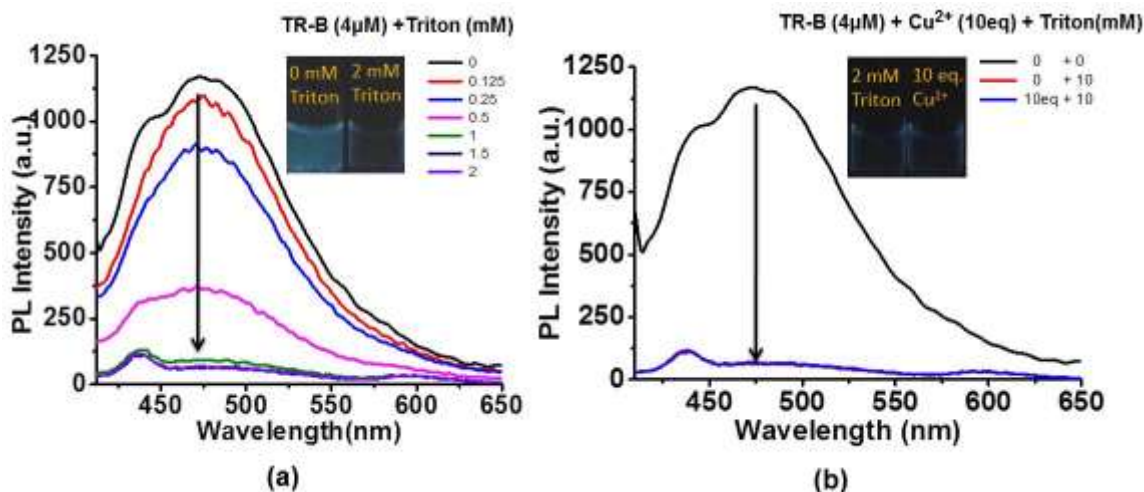 TR-B (4µM) +Triton (mM)
PL Intensity (a.u.)
1250
1000
750
500
250
0
450 500 550 600 650
Wavelength(nm)
0 mM 2 mM
Triton Triton
0
0.125
0.25
0.5
1
1.5
2
(a)
TR-B (4µM) + Cu²⁺ (10eq) + Triton(mM)
PL Intensity (a.u.)
1250
1000
750
500
250
0
450 500 550 600 650
Wavelength (nm)
2 mM 10 eq.
Triton Cu²⁺
0 + 0
0 + 10
10eq + 10
(b)